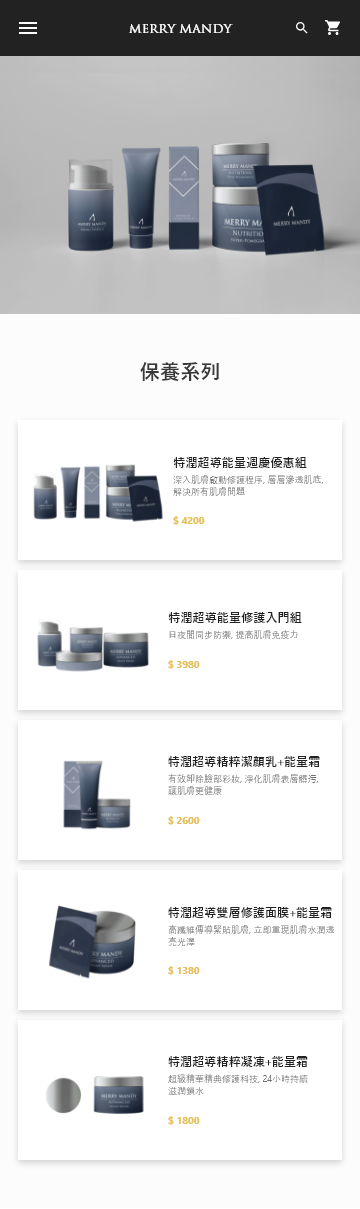 MERRY MANDY
MERRY MANDY
MERRY MANDY
MERRY MANDY
MERRY MANDY
NUTRITION
MERRY MANDY
保養系列
特潤超導能量週慶優惠組
深入肌膚啟動修護程序, 層層滲透肌底,
解決所有肌膚問題
$ 4200
特潤超導能量修護入門組
日夜間同步防禦, 提高肌膚免疫力
$ 3980
特潤超導精粹潔顏乳+能量霜
有效卸除臉部彩妝, 淨化肌膚表層髒污,
讓肌膚更健康
$ 2600
特潤超導雙層修護面膜+能量霜
高纖維傳導緊貼肌膚, 立即重現肌膚水潤透
亮光澤
$ 1380
特潤超導精粹凝凍+能量霜
超級精華精典修護科技, 24小時持續
滋潤鎖水
$ 1800